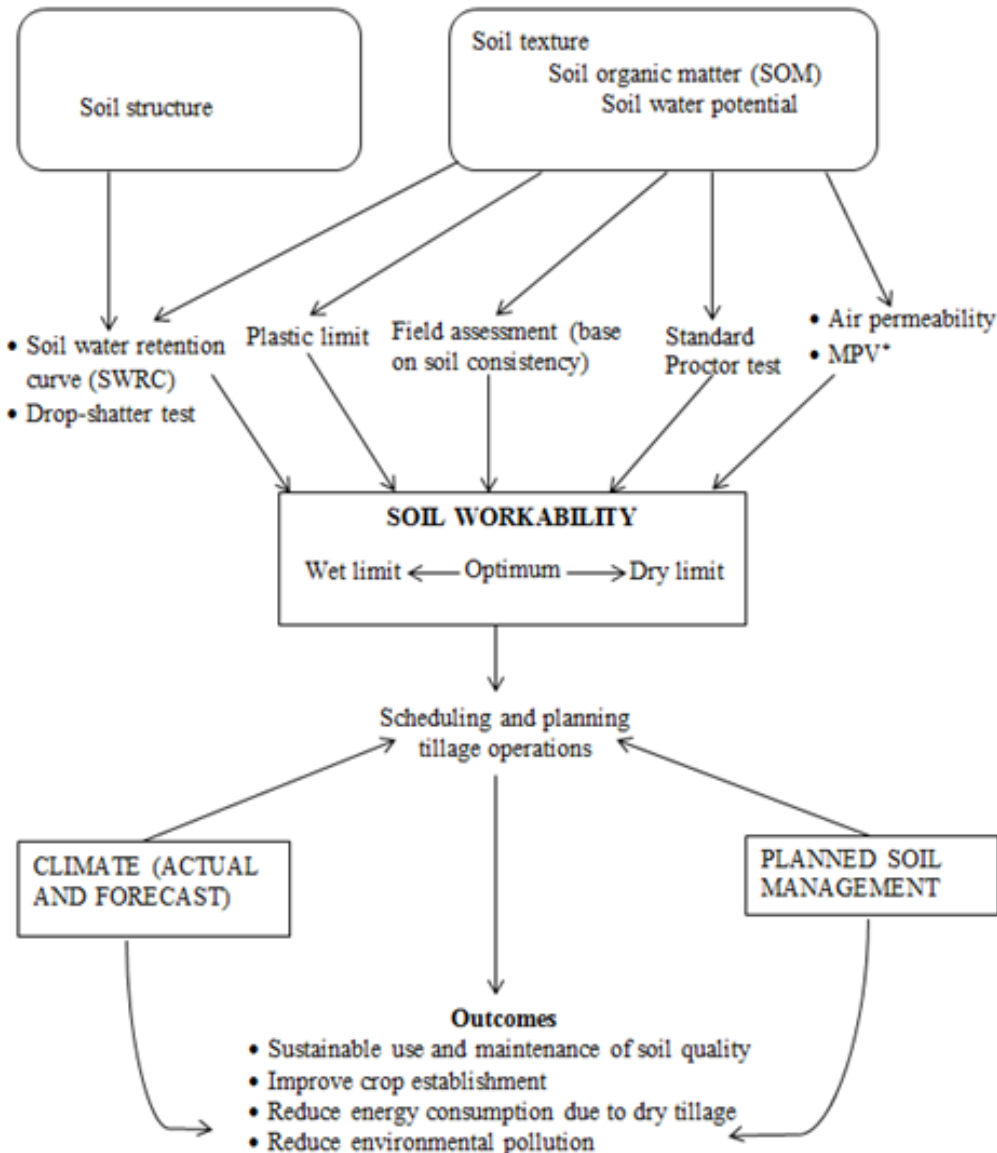 Soil structure
Soil texture
Soil organic matter (SOM)
Soil water potential
• Soil water retention
curve (SWRC)
• Drop-shatter test
Plastic limit
Field assessment (base
on soil consistency)
Standard
Proctor test
• Air permeability
• MPV*
SOIL WORKABILITY
Wet limit Optimum Dry limit
Scheduling and planning
tillage operations
CLIMATE (ACTUAL
AND FORECAST)
PLANNED SOIL
MANAGEMENT
Outcomes
• Sustainable use and maintenance of soil quality
• Improve crop establishment
• Reduce energy consumption due to dry tillage
• Reduce environmental pollution